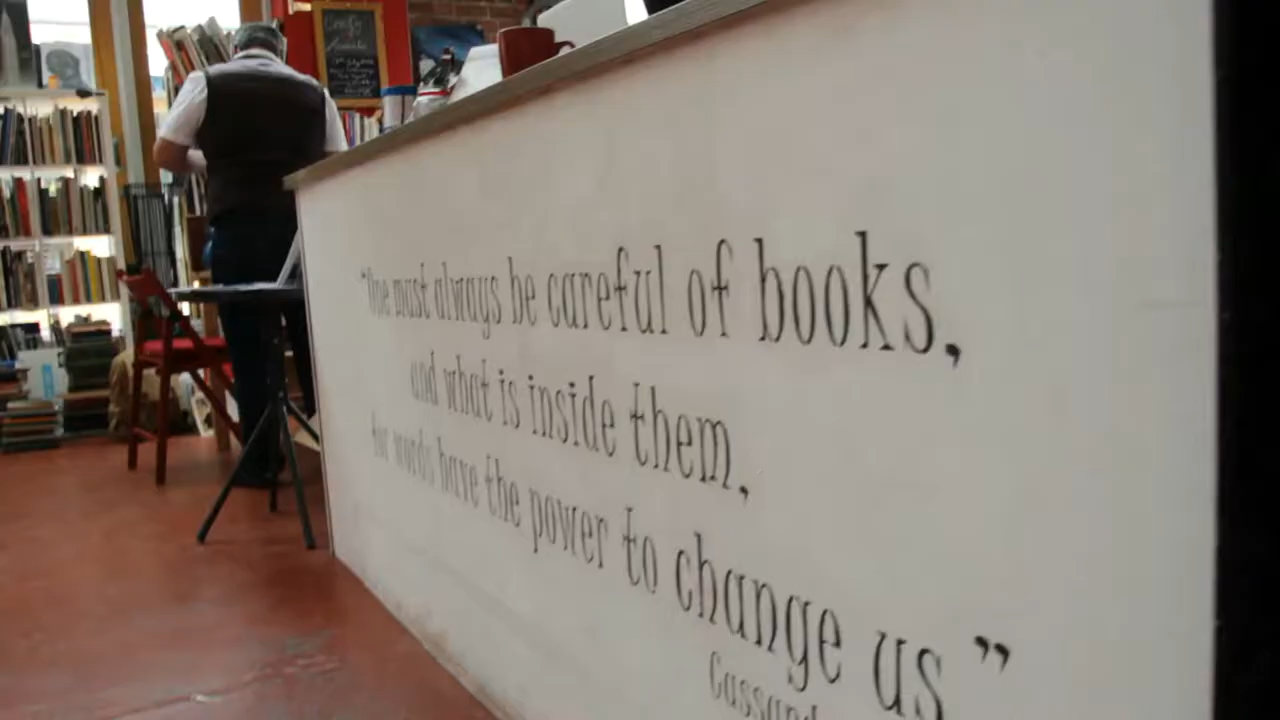 “One must always be careful of books,
and what is inside them,
for words have the power to change us”